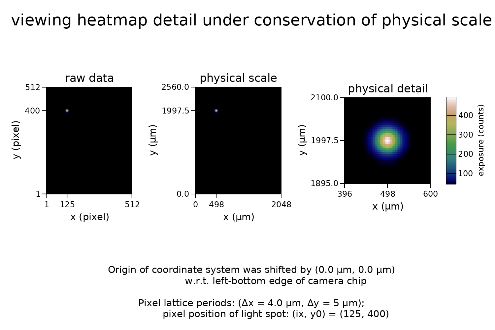 viewing heatmap detail under conservation of physical scale
raw data
physical scale
physical detail
512
400
1
y (pixel)
1 125 512
x (pixel)
2560.0
1997.5
0.0
y (μm)
0 498 2048
x (μm)
2100.0
1997.5
1895.0
y (μm)
396 498 600
x (μm)
400
300
200
100
exposure (counts)
Origin of coordinate system was shifted by (0.0 μm, 0.0 μm)
w.r.t. left-bottom edge of camera chip
Pixel lattice periods: (Δx = 4.0 μm, Δy = 5 μm);
pixel position of light spot: (ix, y0) = (125, 400)